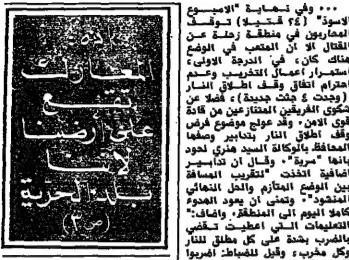 ••• وفي نهاية "الاسبوع
الاسود" (٢٤ قتيلا) توقف
المحاربون في منطقة زحلة عن
القتال الا ان المتعب في الوضع
هناك كان، في الدرجة الاولى،
استمرار اعمال التخريب وعدم
احترام اتفاق وقف اطلاق النار
(وجدت ٤ جثث جديدة) فضلا عن
شكوى الفريقين المتنازعين من قادة
قوى الامن. وقد عولج موضوع فرض
وقف اطلاق النار بتدابير وصفها
المحافظ بالوكالة السيد هنري لحود
بانها "سرية". وقال ان تدابير
اضافية اتخذت "لتقريب المسافة
بين الوضع المتأزم والحل النهائي
المنشود". وتمنى ان يعود الهدوء
كاملا اليوم الى المنطقة. واضاف:
التعليمات التي اعطيت تقضي
بالضرب بشدة على كل مطلق للنار
وكل مخرب، وقيل للضباط: اضربوا
المعارك
تقع
على ارضنا
لاننا
بلد الحرية
(ص ٣)